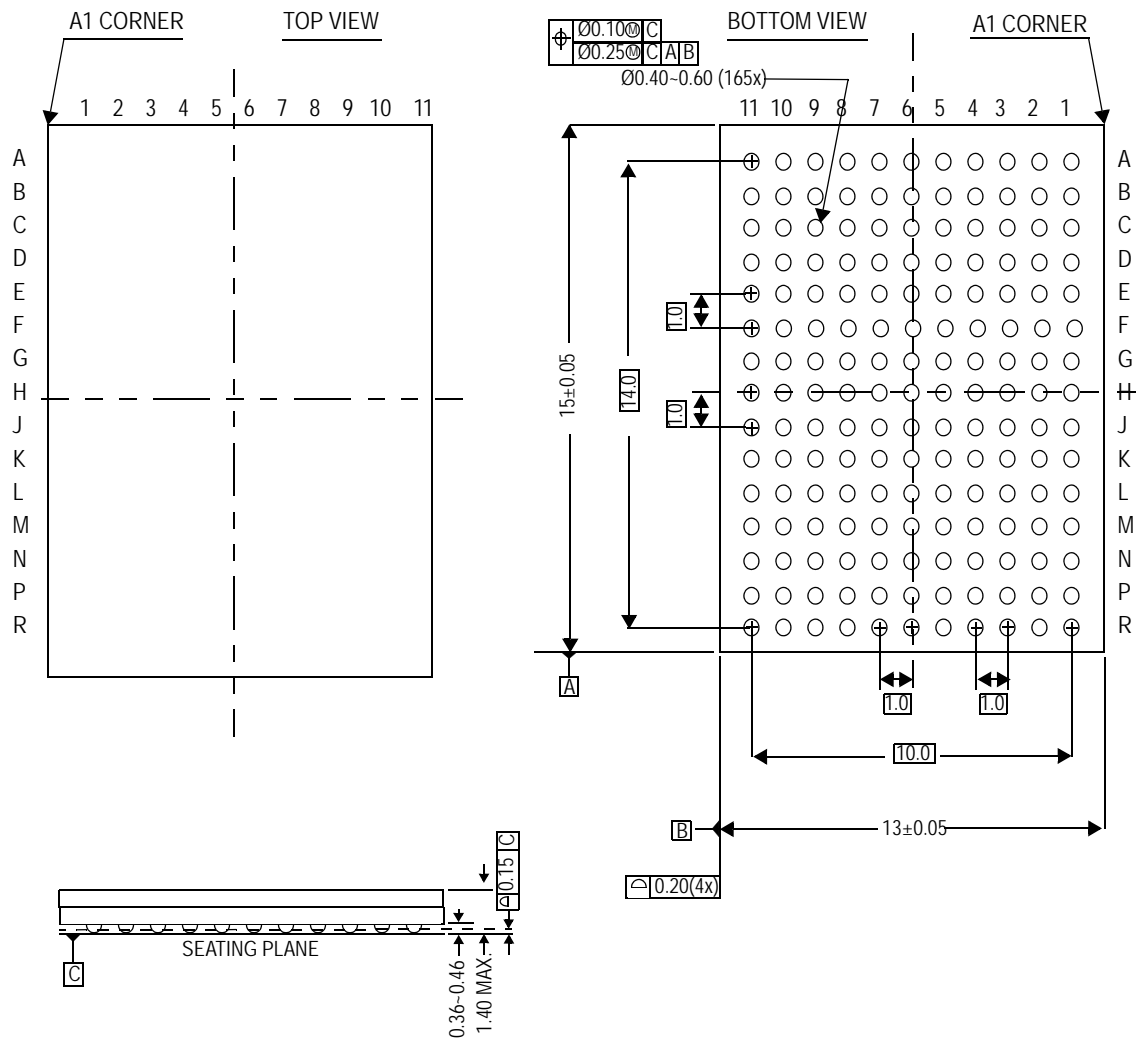 A1 CORNER
TOP VIEW
1 2 3 4 5 6 7 8 9 10 11
A
B
C
D
E
F
G
H
J
K
L
M
N
P
R
Ø0.10Ⓜ C
Ø0.25Ⓜ C A B
BOTTOM VIEW
A1 CORNER
Ø0.40~0.60 (165x)
11 10 9 8 7 6 5 4 3 2 1
A
B
C
D
E
F
G
H
J
K
L
M
N
P
R
15±0.05
14.0
1.0
1.0
A
1.0
1.0
10.0
B
13±0.05
0.20(4x)
0.15 C
SEATING PLANE
C
0.36~0.46
1.40 MAX.